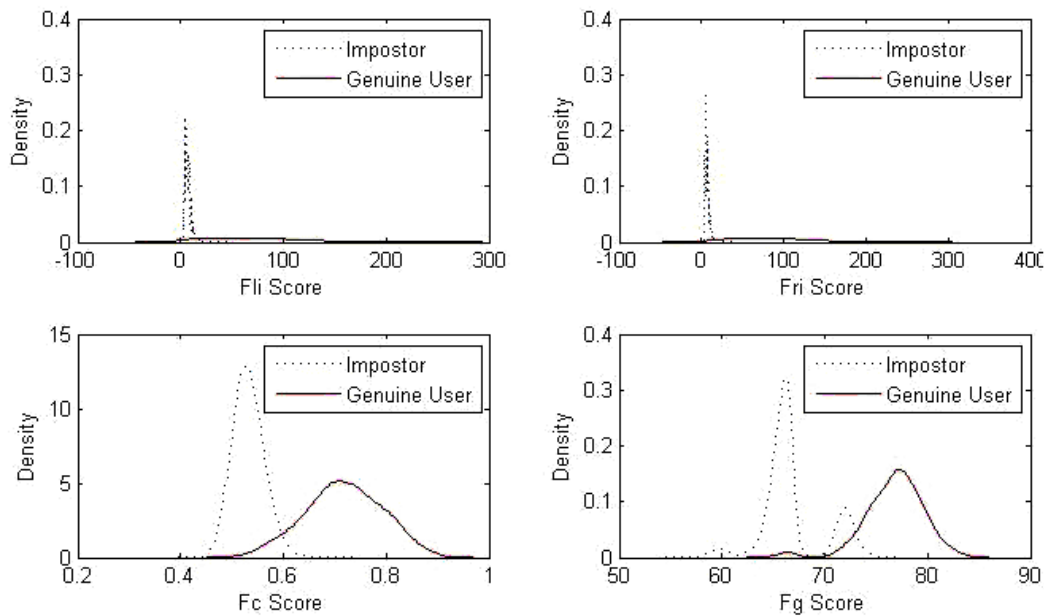 0.4
0.3
0.2
0.1
0
Density
Impostor
Genuine User
-100
0
100
200
300
Fli Score
0.4
0.3
0.2
0.1
0
Density
Impostor
Genuine User
-100
0
100
200
300
400
Fri Score
15
10
5
0
Density
Impostor
Genuine User
0.2
0.4
0.6
0.8
1
Fc Score
0.4
0.3
0.2
0.1
0
Density
Impostor
Genuine User
50
60
70
80
90
Fg Score